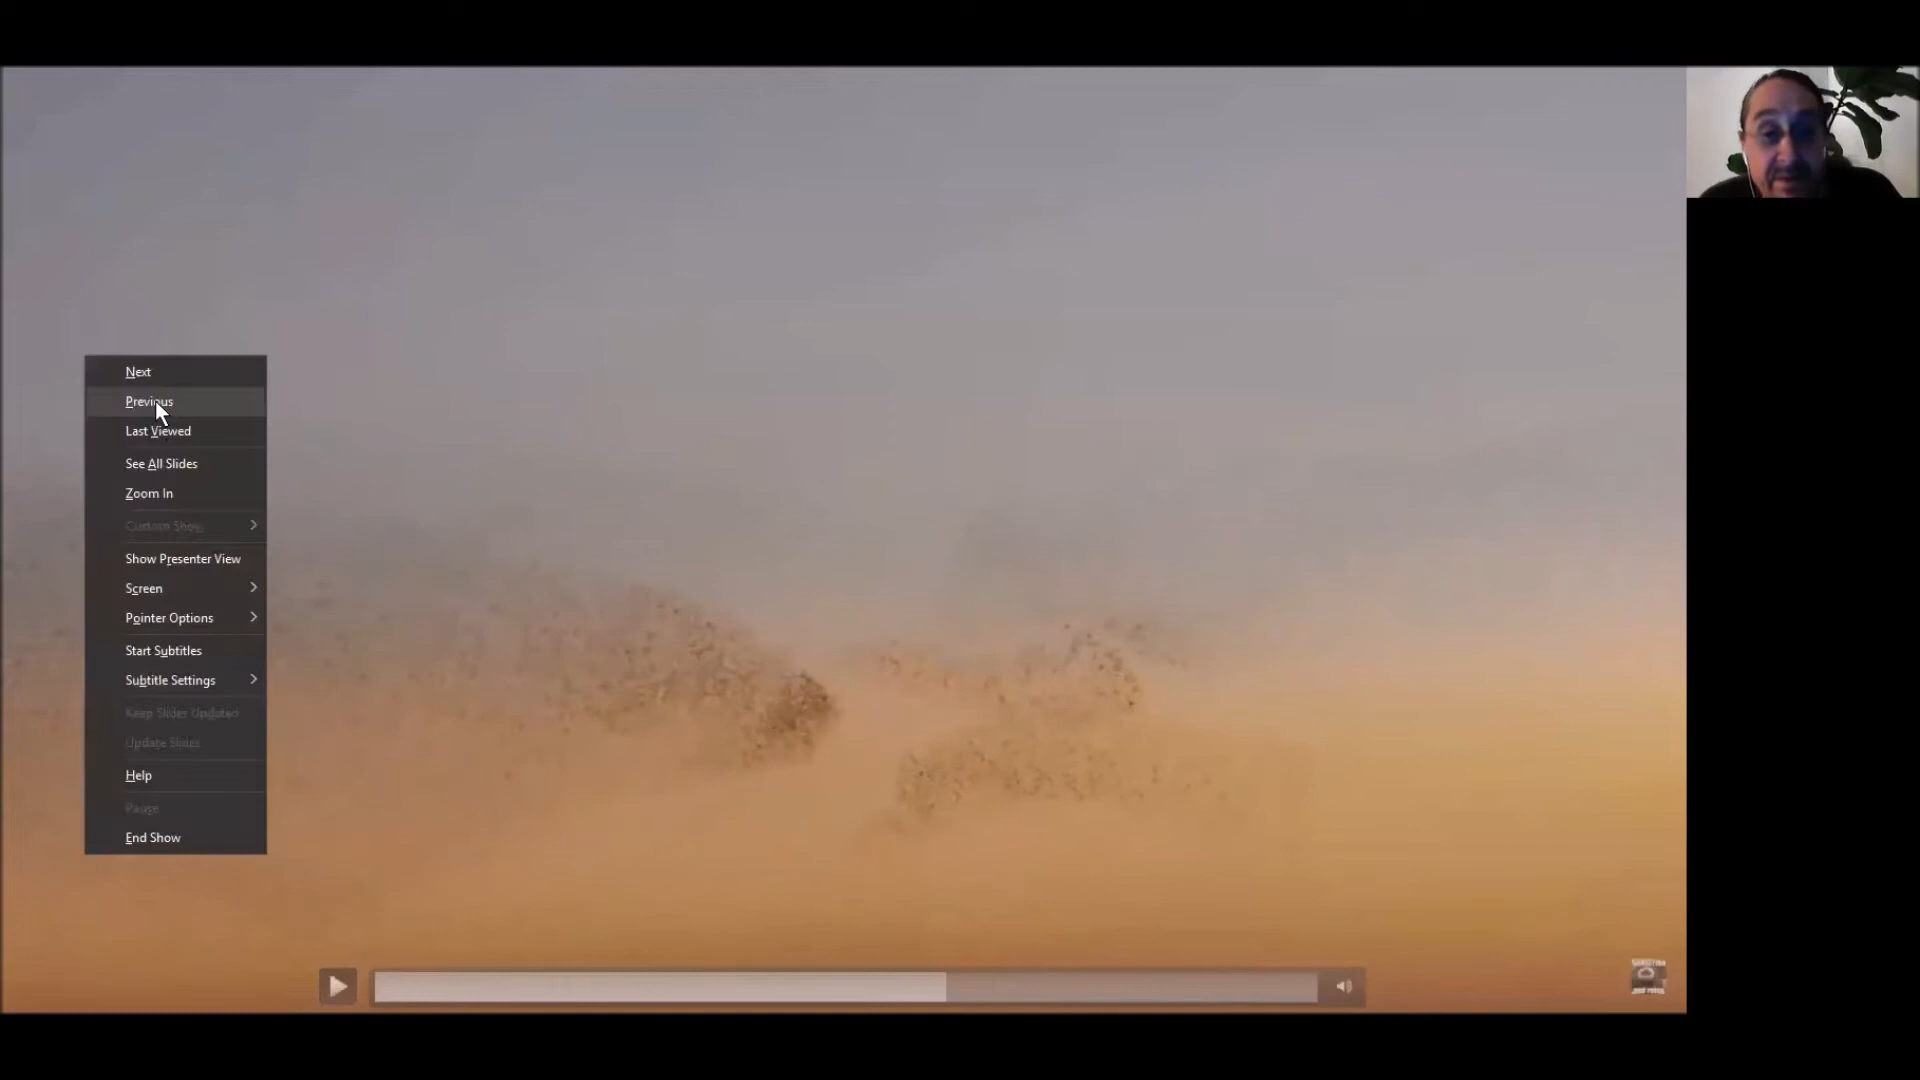 Next
Previous
Last Viewed
See All Slides
Zoom In
Custom Show
Show Presenter View
Screen
Pointer Options
Start Subtitles
Subtitle Settings
Keep Slides Updated
Update Slides
Help
Pause
End Show